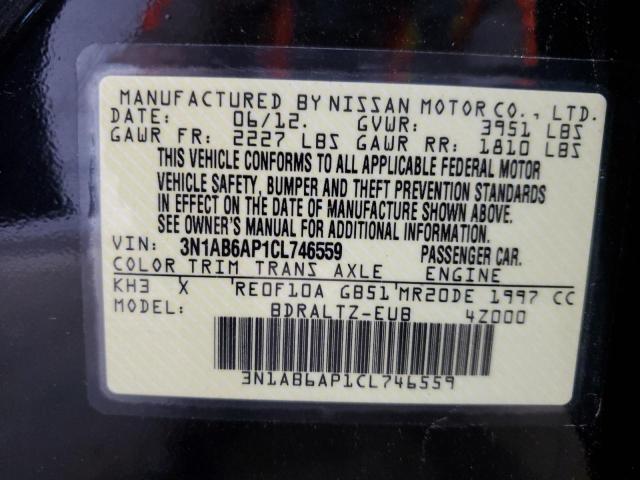 MANUFACTURED BY NISSAN MOTOR CO., LTD.
DATE: 06/12. GVWR: 3951 LBS
GAWR FR: 2227 LBS GAWR RR: 1810 LBS
THIS VEHICLE CONFORMS TO ALL APPLICABLE FEDERAL MOTOR
VEHICLE SAFETY, BUMPER AND THEFT PREVENTION STANDARDS
IN EFFECT ON THE DATE OF MANUFACTURE SHOWN ABOVE.
SEE OWNER'S MANUAL FOR ADDITIONAL INFORMATION.
VIN: 3N1AB6AP1CL746559 PASSENGER CAR.
COLOR TRIM TRANS AXLE ENGINE
KH3 X 'RE0F10A GB51'MR20DE 1997 CC
MODEL: BDRALTZ-EUB 4Z000
3N1AB6AP1CL746559